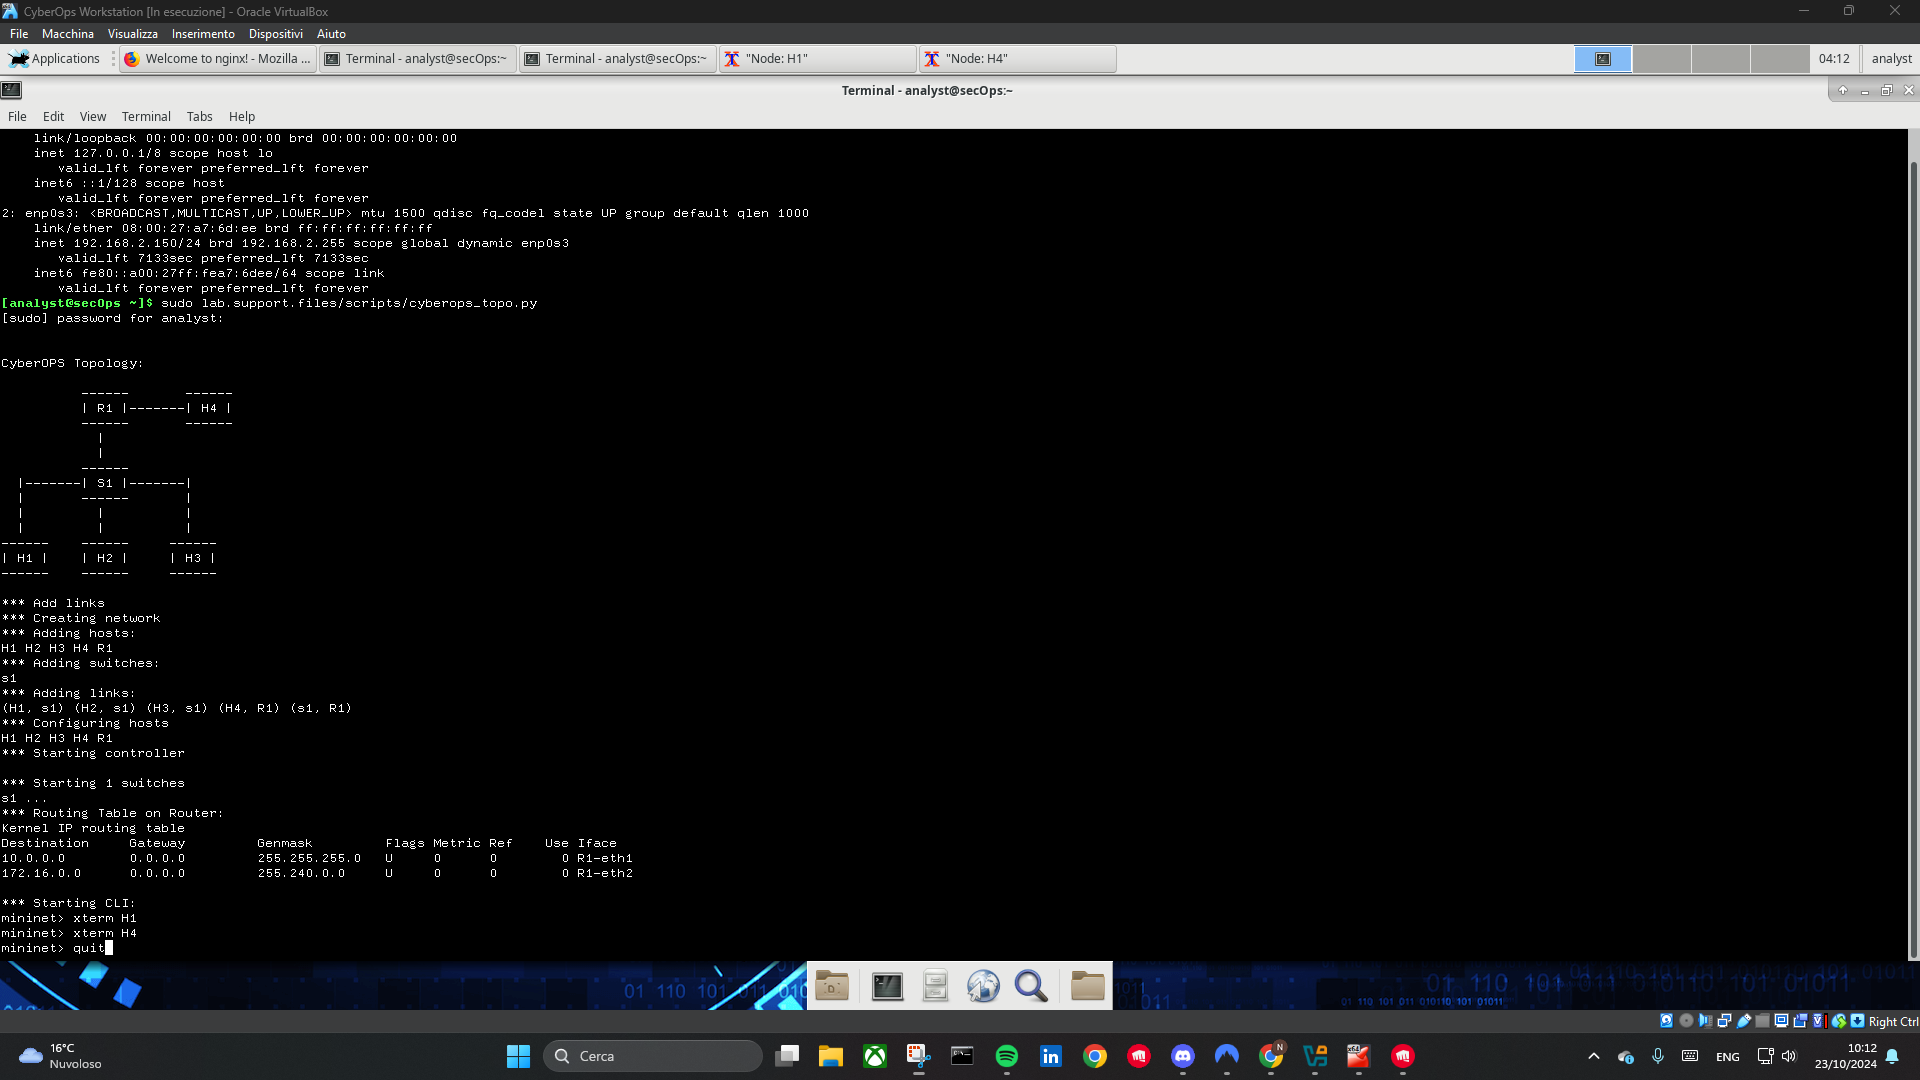 CyberOps Workstation [In esecuzione] - Oracle VirtualBox
File Macchina Visualizza Inserimento Dispositivi Aiuto
Applications Welcome to nginx! - Mozilla ... Terminal - analyst@secOps:~ Terminal - analyst@secOps:~ "Node: H1" "Node: H4" 04:12 analyst
Terminal - analyst@secOps:~
File Edit View Terminal Tabs Help
link/loopback 00:00:00:00:00:00 brd 00:00:00:00:00:00
inet 127.0.0.1/8 scope host lo
valid_lft forever preferred_lft forever
inet6 ::1/128 scope host
valid_lft forever preferred_lft forever
2: enp0s3: <BROADCAST,MULTICAST,UP,LOWER_UP> mtu 1500 qdisc fq_codel state UP group default qlen 1000
link/ether 08:00:27:a7:6d:ee brd ff:ff:ff:ff:ff:ff
inet 192.168.2.150/24 brd 192.168.2.255 scope global dynamic enp0s3
valid_lft 7133sec preferred_lft 7133sec
inet6 fe80::a00:27ff:fea7:6dee/64 scope link
valid_lft forever preferred_lft forever
[analyst@secOps ~]$ sudo lab.support.files/scripts/cyberops_topo.py
[sudo] password for analyst:
CyberOPS Topology:
------ ------
| R1 |-------| H4 |
------ ------
|
|
------
|-------| S1 |-------|
| ------ |
| | |
| | |
------ ------ ------
| H1 | | H2 | | H3 |
------ ------ ------
*** Add links
*** Creating network
*** Adding hosts:
H1 H2 H3 H4 R1
*** Adding switches:
s1
*** Adding links:
(H1, s1) (H2, s1) (H3, s1) (H4, R1) (s1, R1)
*** Configuring hosts
H1 H2 H3 H4 R1
*** Starting controller
*** Starting 1 switches
s1 ...
*** Routing Table on Router:
Kernel IP routing table
Destination Gateway Genmask Flags Metric Ref Use Iface
10.0.0.0 0.0.0.0 255.255.255.0 U 0 0 0 R1-eth1
172.16.0.0 0.0.0.0 255.240.0.0 U 0 0 0 R1-eth2
*** Starting CLI:
mininet> xterm H1
mininet> xterm H4
mininet> quit
Right Ctrl
16°C
Nuvoloso
Cerca
ENG
10:12
23/10/2024